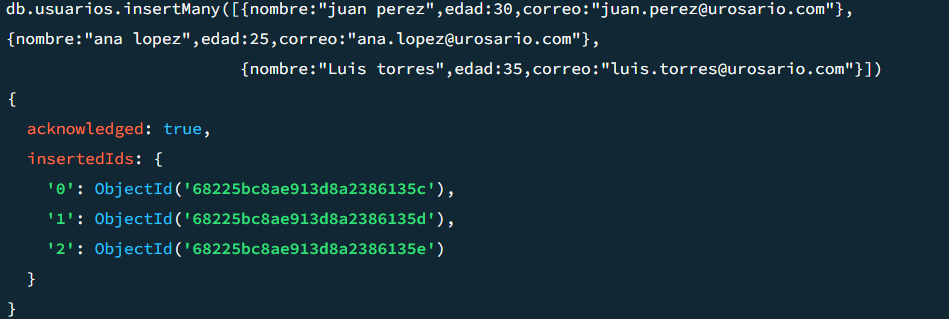 db.usuarios.insertMany([{nombre:"juan perez",edad:30,correo:"juan.perez@urosario.com"},
{nombre:"ana lopez",edad:25,correo:"ana.lopez@urosario.com"},
{nombre:"Luis torres",edad:35,correo:"luis.torres@urosario.com"}])
{
acknowledged: true,
insertedIds: {
'0': ObjectId('68225bc8ae913d8a2386135c'),
'1': ObjectId('68225bc8ae913d8a2386135d'),
'2': ObjectId('68225bc8ae913d8a2386135e')
}
}